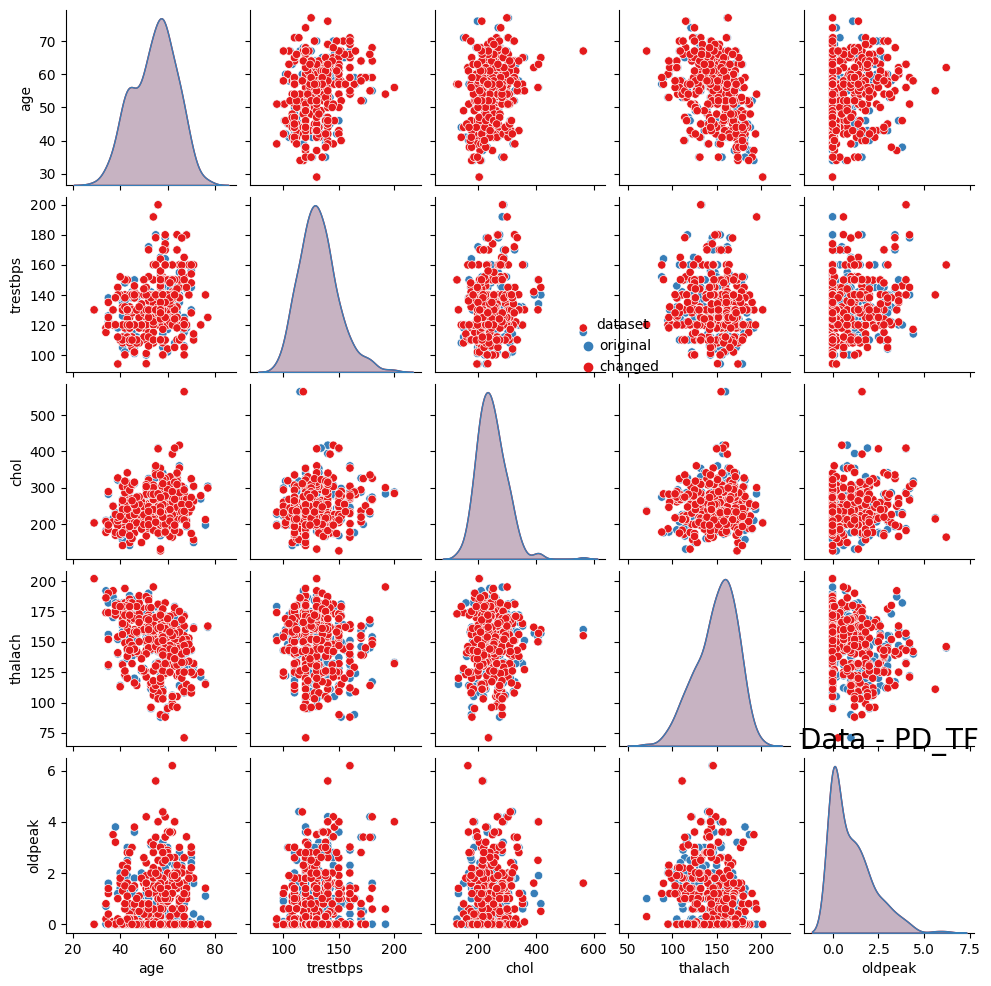 70
60
50
40
30
age
200
180
160
140
120
100
trestbps
dataset
original
changed
500
400
300
200
chol
200
175
150
125
100
75
thalach
Data - PD_TF
6
4
2
0
oldpeak
20 40 60 80
100 150 200
200 400 600
50 100 150 200
0.0 2.5 5.0 7.5
age
trestbps
chol
thalach
oldpeak